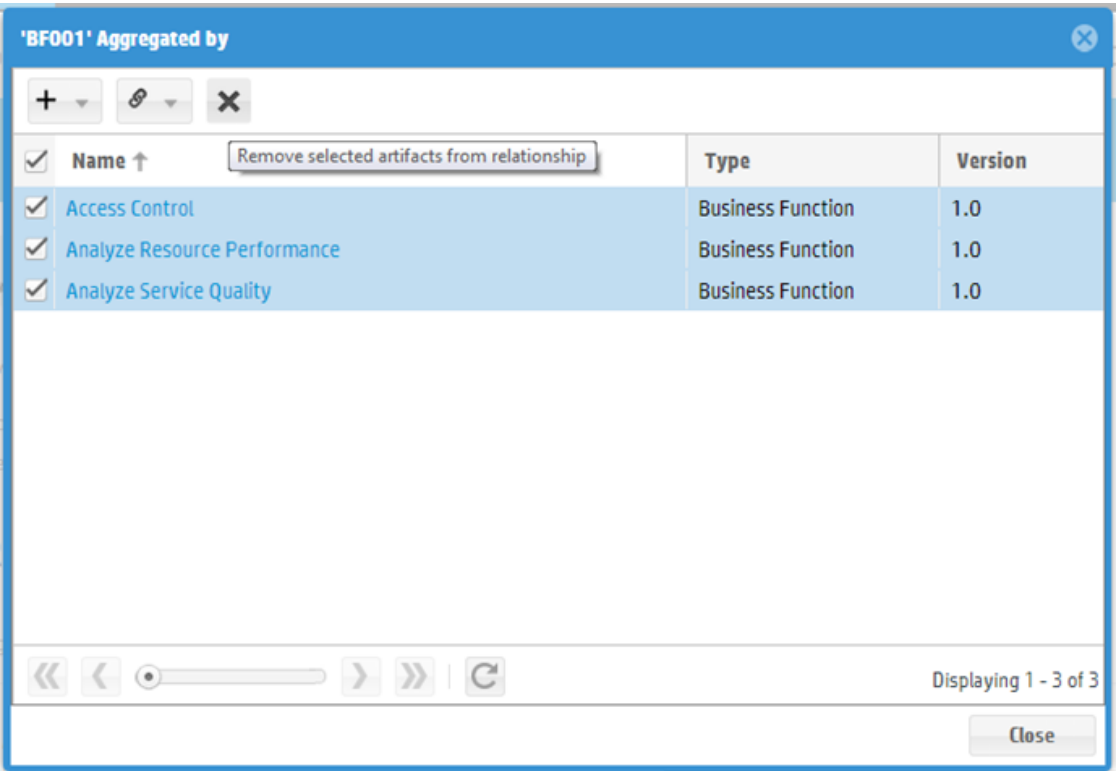 'BF001' Aggregated by
Remove selected artifacts from relationship
Name Type Version
Access Control Business Function 1.0
Analyze Resource Performance Business Function 1.0
Analyze Service Quality Business Function 1.0
Displaying 1 - 3 of 3
Close